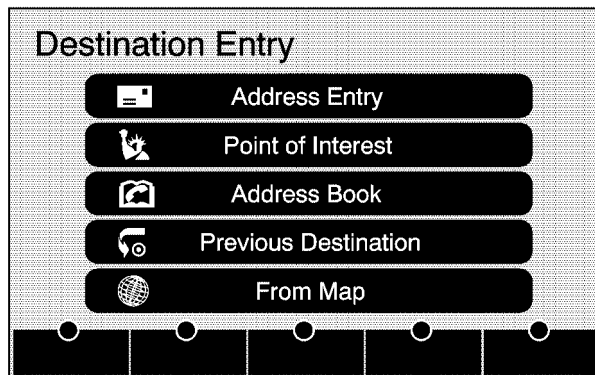 Destination Entry
Address Entry
Point of Interest
Address Book
Previous Destination
From Map